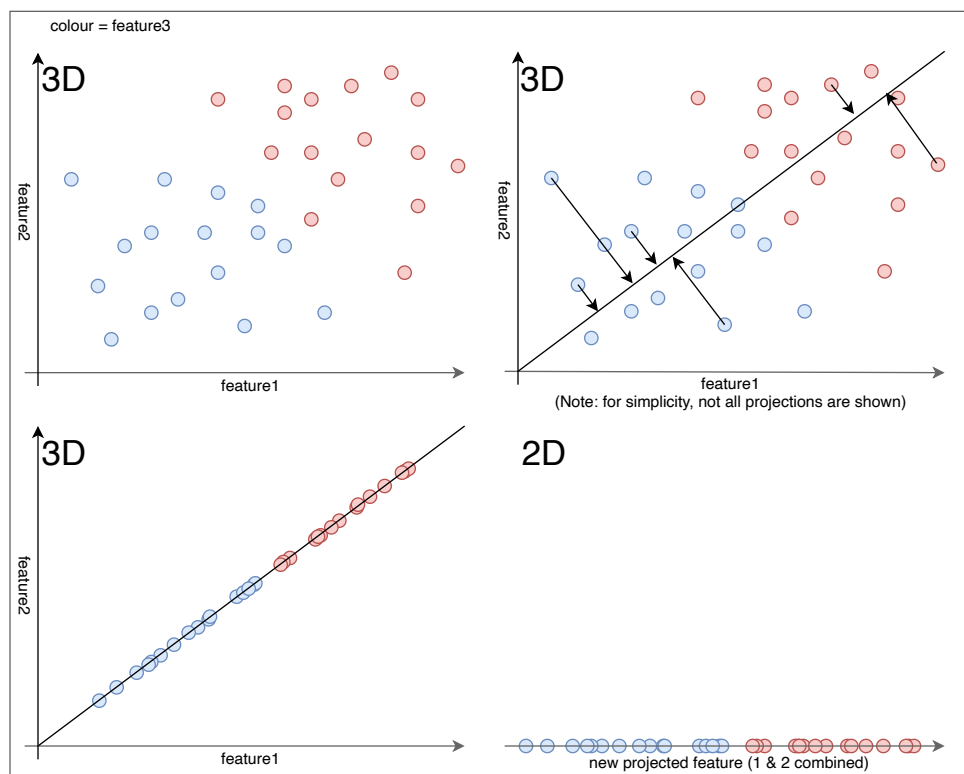 colour = feature3
3D
feature2
feature1
3D
feature2
feature1
(Note: for simplicity, not all projections are shown)
3D
feature2
feature1
2D
new projected feature (1 & 2 combined)